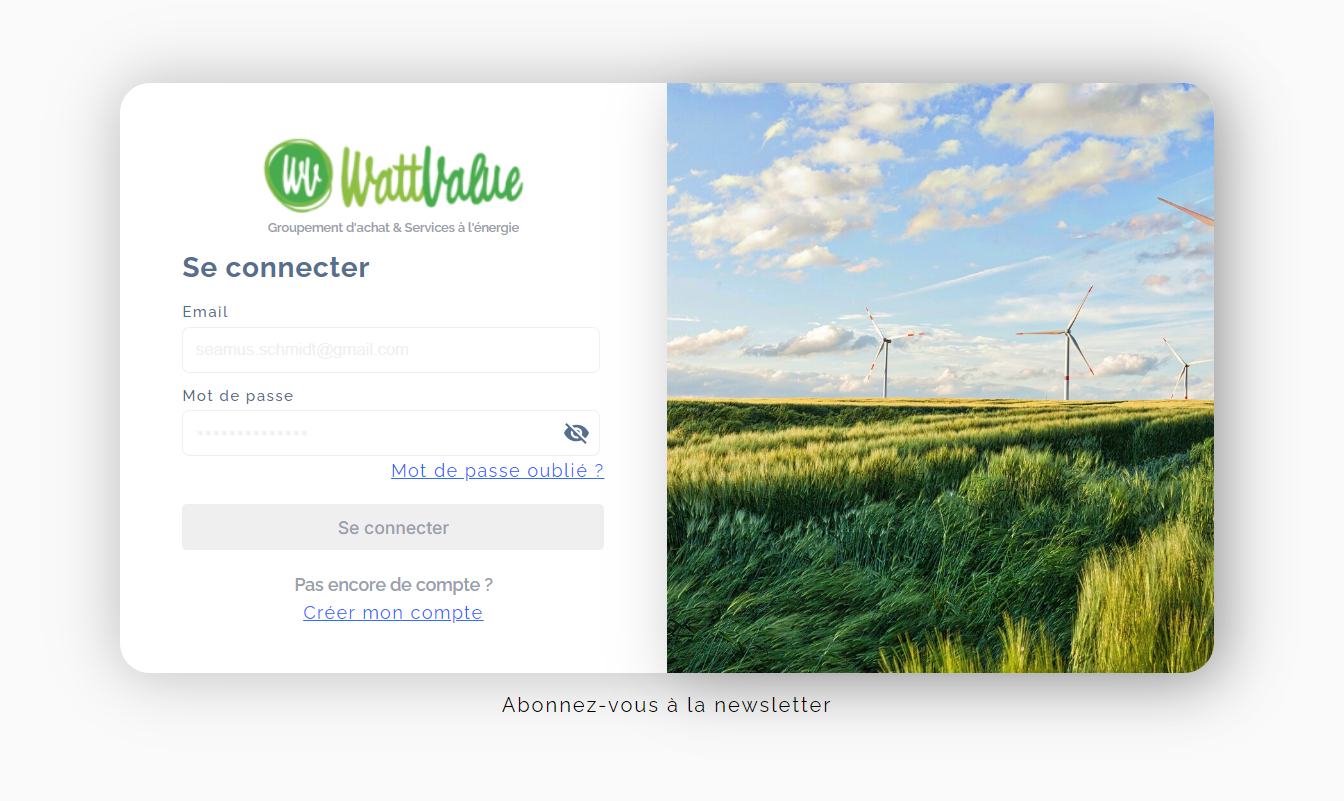 WV WattValue
Groupement d'achat & Services à l'énergie
Se connecter
Email
seamus.schmidt@gmail.com
Mot de passe
**************
Mot de passe oublié ?
Se connecter
Pas encore de compte ?
Créer mon compte
Abonnez-vous à la newsletter